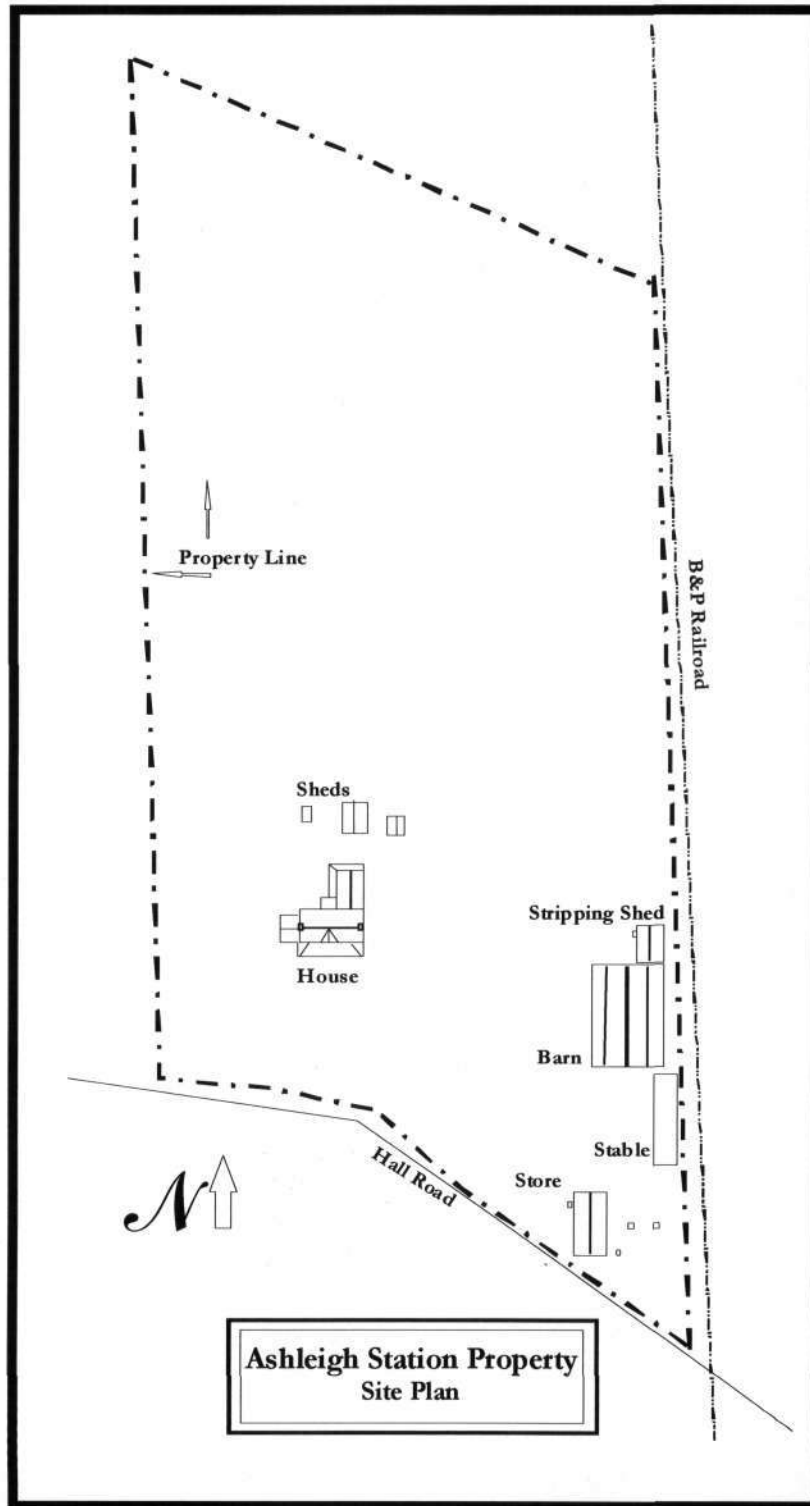 Property Line
B&P Railroad
Sheds
House
Stripping Shed
Barn
Stable
Store
Hall Road
N
Ashleigh Station Property
Site Plan